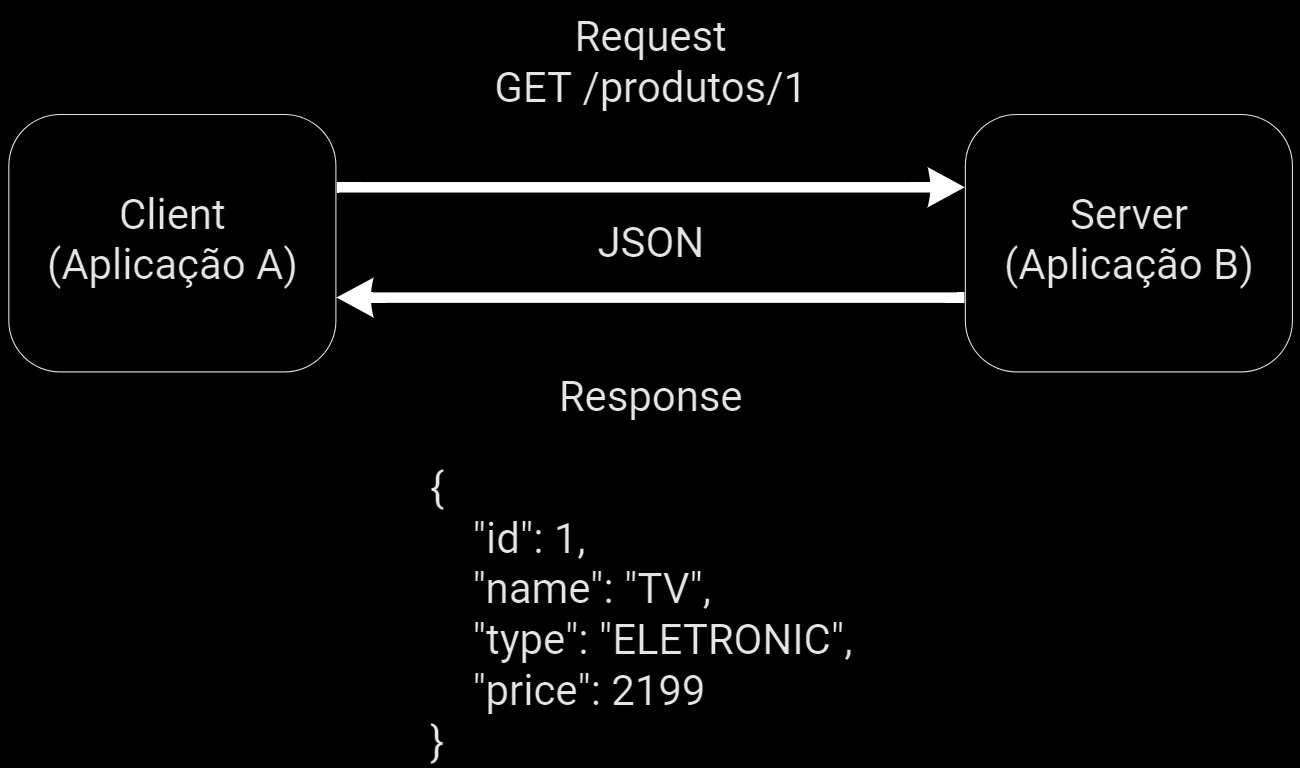 Request
GET /produtos/1
Client
(Aplicação A)
JSON
Server
(Aplicação B)
Response
{
"id": 1,
"name": "TV",
"type": "ELETRONIC",
"price": 2199
}